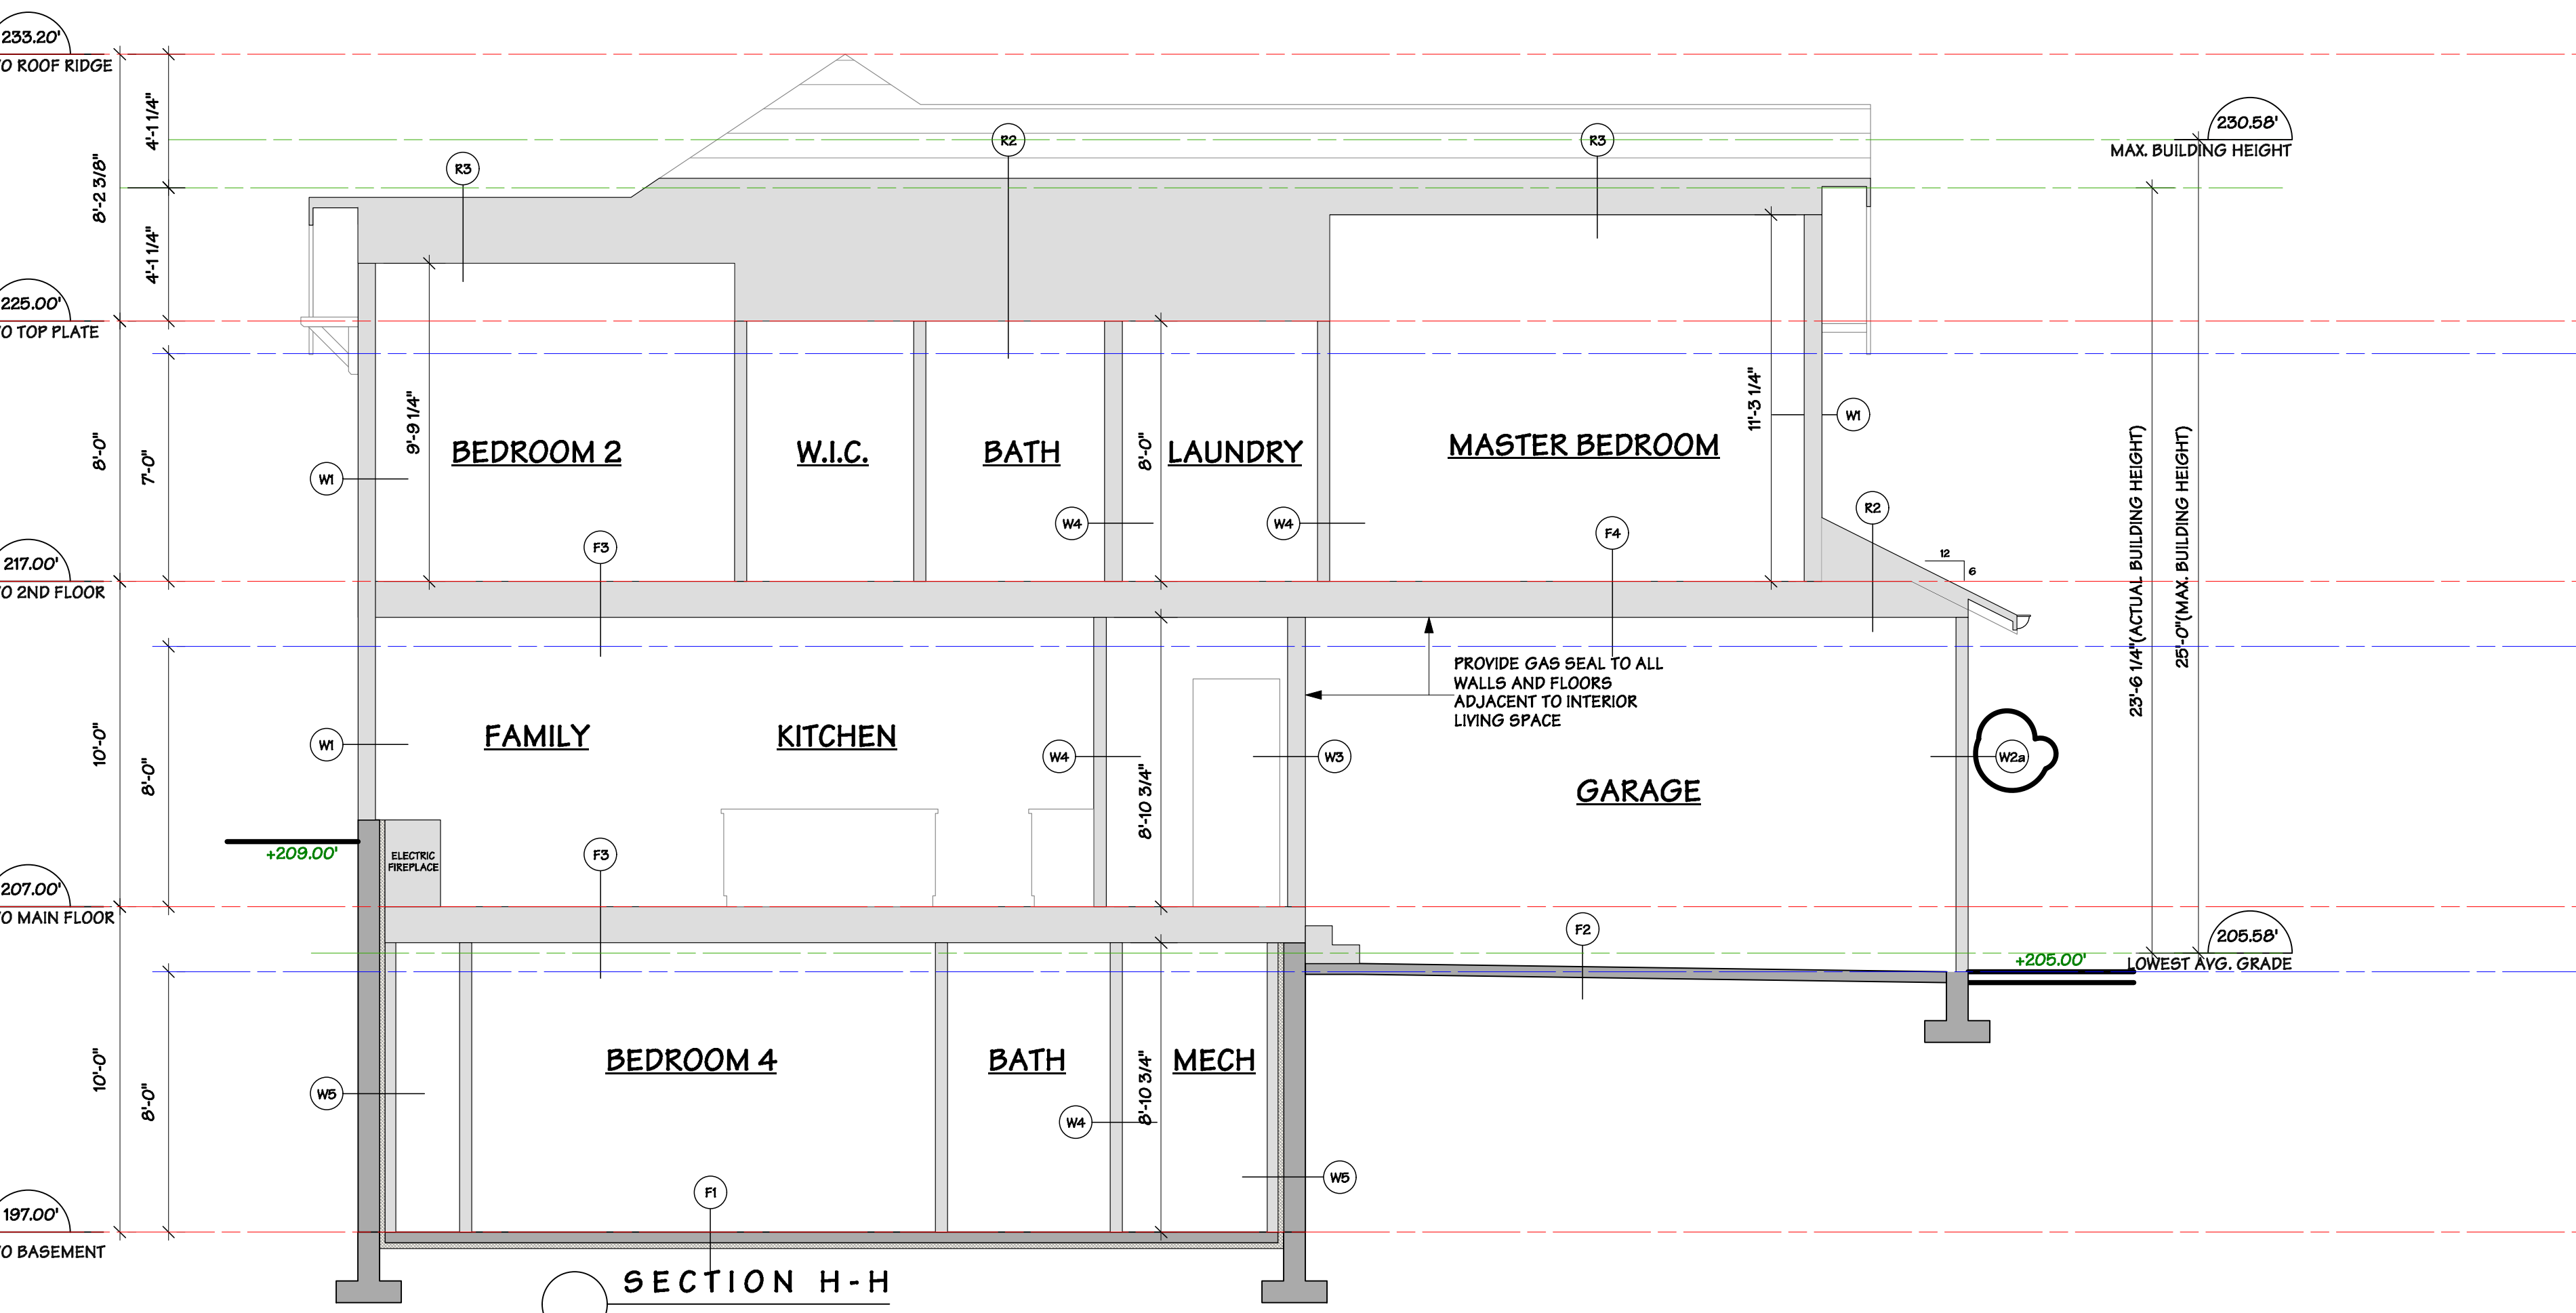 233.20'
O ROOF RIDGE
4'-1 1/4"
8'-2 3/8"
4'-1 1/4"
230.58'
MAX. BUILDING HEIGHT
R3
R2
R3
225.00'
O TOP PLATE
9'-9 1/4"
8'-0"
7'-0"
BEDROOM 2
W.I.C.
BATH
8'-0"
LAUNDRY
MASTER BEDROOM
11'-3 1/4"
W1
W1
W4
W4
F3
F4
R2
12
6
217.00'
O 2ND FLOOR
23'-6 1/4"(ACTUAL BUILDING HEIGHT)
25'-0"(MAX. BUILDING HEIGHT)
PROVIDE GAS SEAL TO ALL
WALLS AND FLOORS
ADJACENT TO INTERIOR
LIVING SPACE
10'-0"
8'-0"
W1
FAMILY
KITCHEN
W4
8'-10 3/4"
W3
GARAGE
W2a
+209.00'
ELECTRIC
FIREPLACE
F3
207.00'
O MAIN FLOOR
F2
205.58'
LOWEST AVG. GRADE
+205.00'
10'-0"
8'-0"
W5
BEDROOM 4
BATH
8'-10 3/4"
MECH
W4
W5
F1
197.00'
O BASEMENT
SECTION H-H